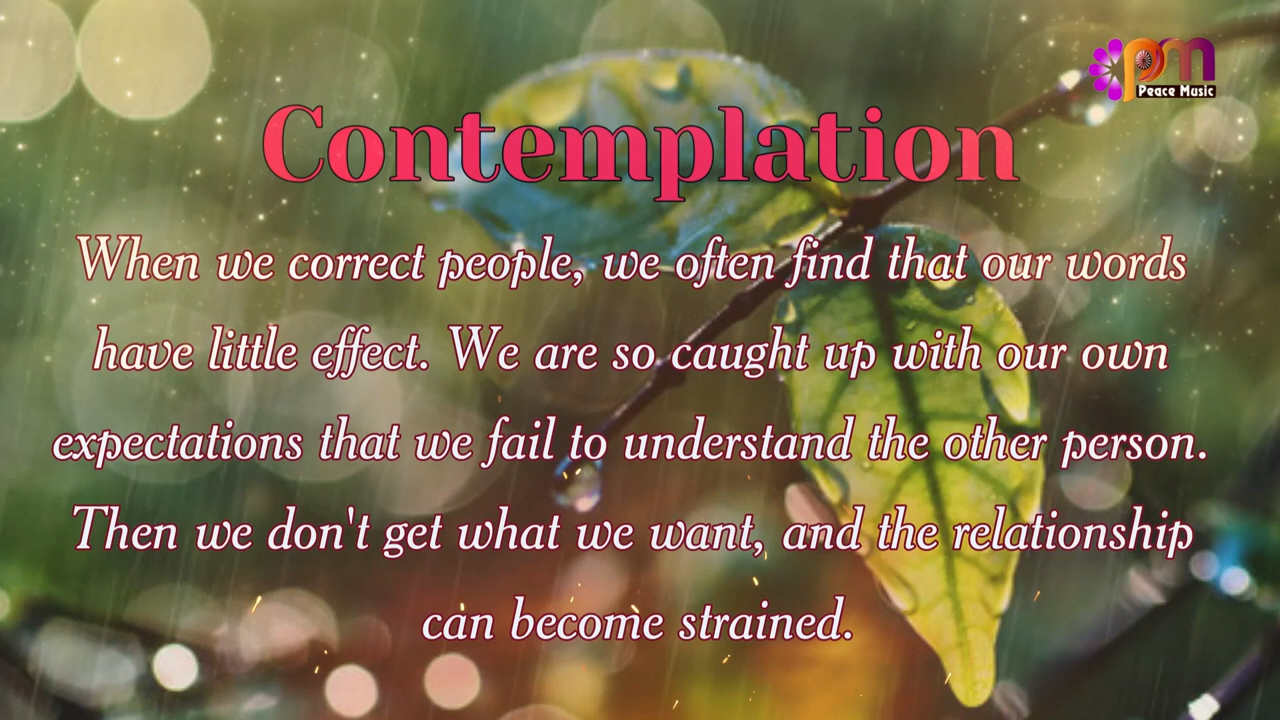 pm
Peace Music
Contemplation
When we correct people, we often find that our words
have little effect. We are so caught up with our own
expectations that we fail to understand the other person.
Then we don't get what we want, and the relationship
can become strained.